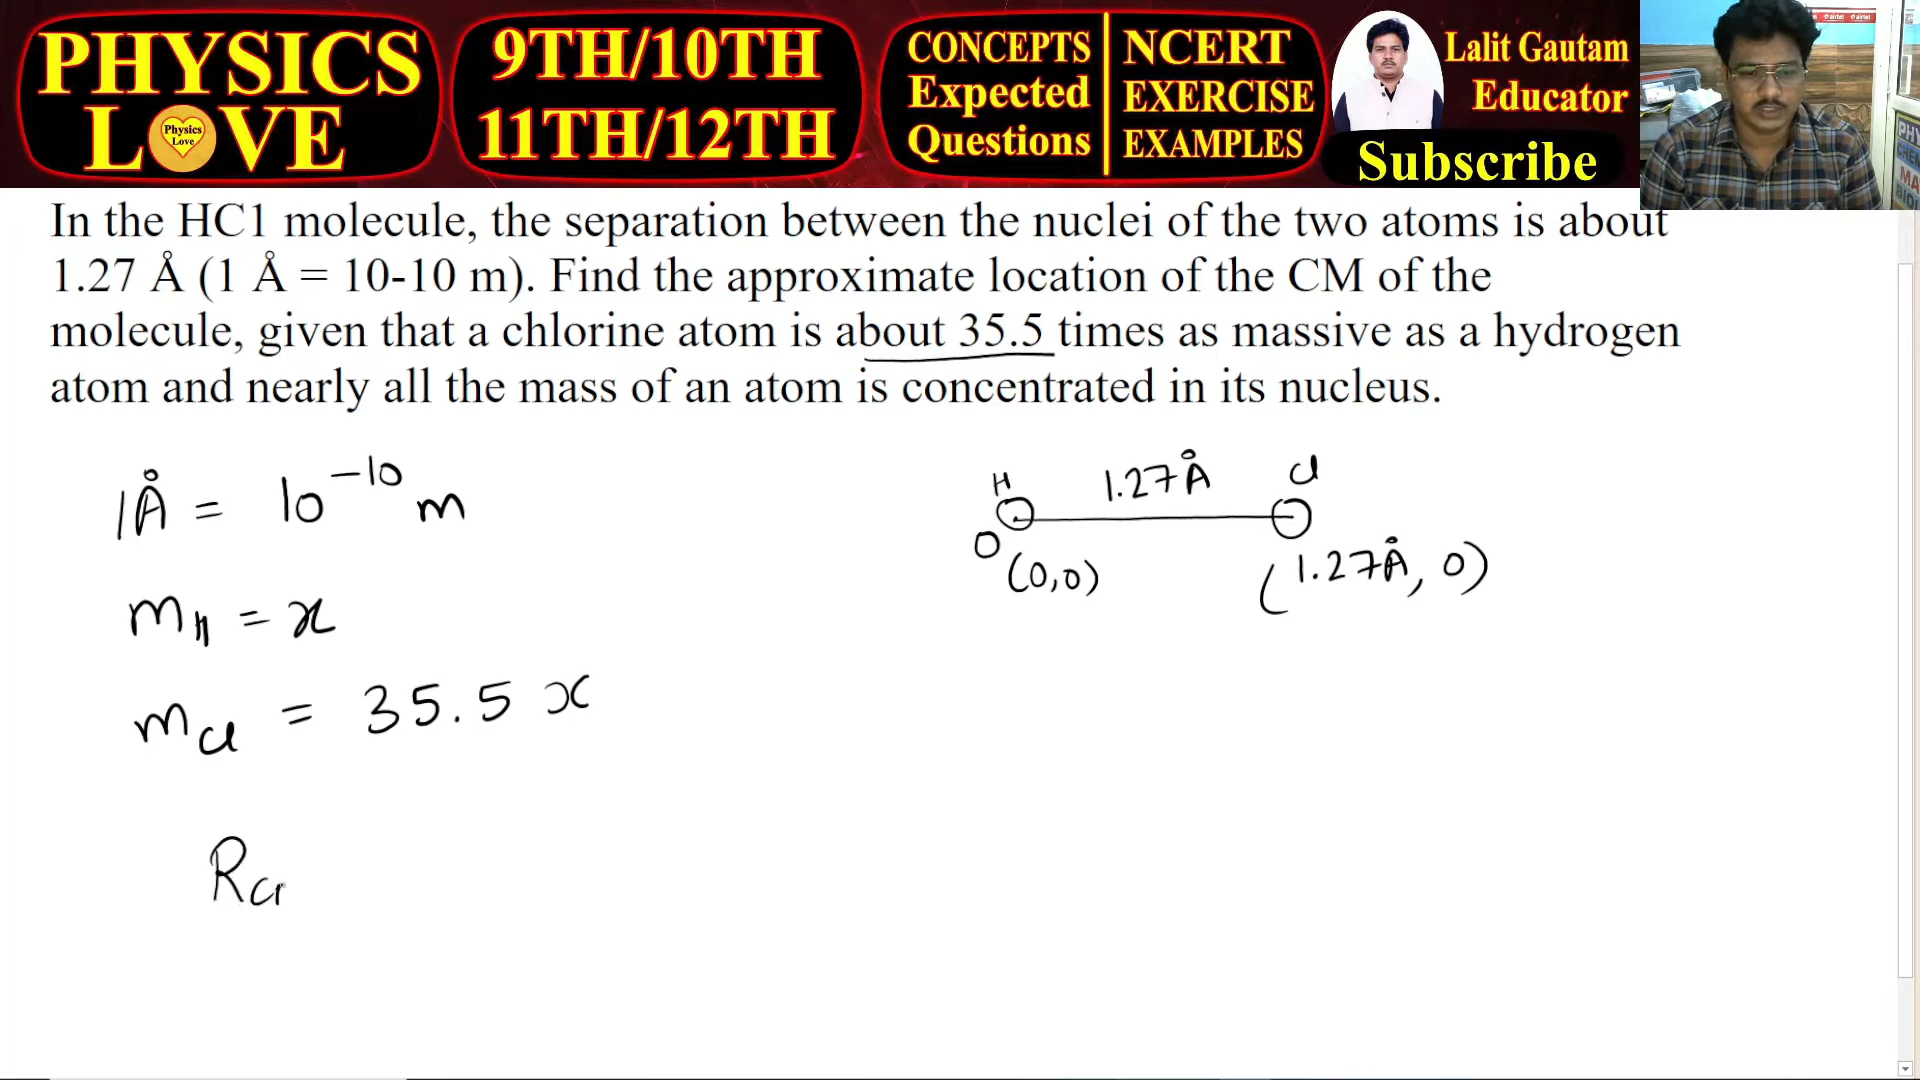 PHYSICS
LOVE
Physics
Love
9TH/10TH
11TH/12TH
CONCEPTS
Expected
Questions
NCERT
EXERCISE
EXAMPLES
Lalit Gautam
Educator
Subscribe
In the HC1 molecule, the separation between the nuclei of the two atoms is about
1.27 Å (1 Å = 10-10 m). Find the approximate location of the CM of the
molecule, given that a chlorine atom is about 35.5 times as massive as a hydrogen
atom and nearly all the mass of an atom is concentrated in its nucleus.
1Å = 10^-10 m
H 1.27Å Cl
O (0,0) (1.27Å, 0)
m_H = x
m_Cl = 35.5 x
R